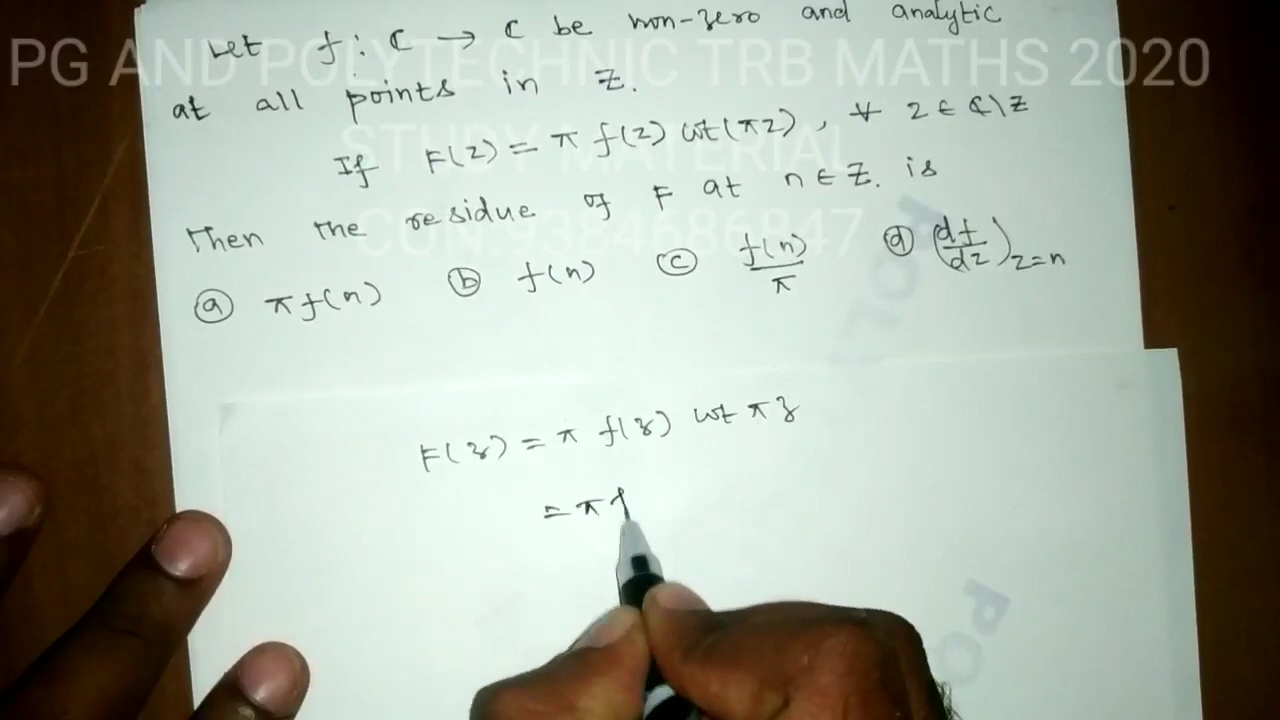 Let f : ℂ → ℂ be non-zero and analytic
PG AND POLYTECHNIC TRB MATHS 2020
at all points in ℤ.
If F(z) = π f(z) cot(πz), ∀ z ∈ ℂ\ℤ
STUDY MATERIAL
Then the residue of F at n ∈ ℤ. is
CON:9384686847
ⓐ π f(n) ⓑ f(n) ⓒ f(n)/π ⓓ (df/dz)z=n
F(z) = π f(z) cot πz
= π f